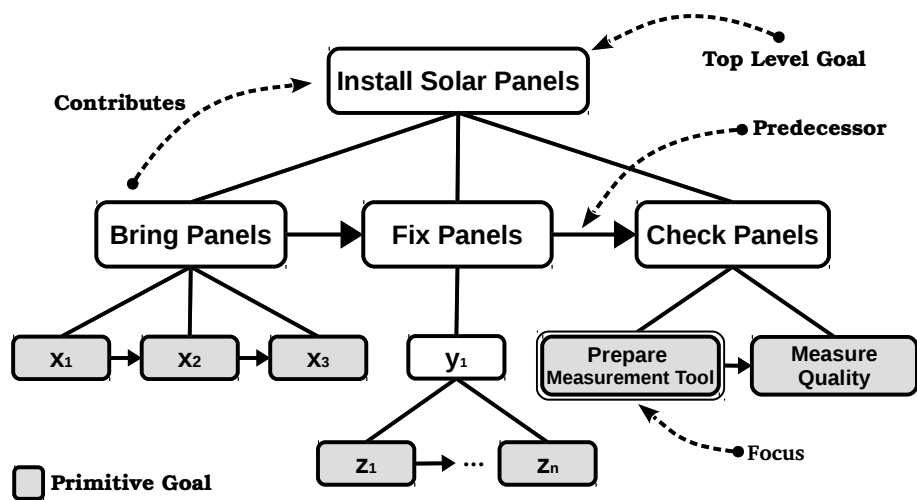 Top Level Goal
Install Solar Panels
Contributes
Predecessor
Bring Panels
Fix Panels
Check Panels
x1
x2
x3
y1
Prepare
Measurement Tool
Measure
Quality
z1
...
zn
Focus
Primitive Goal